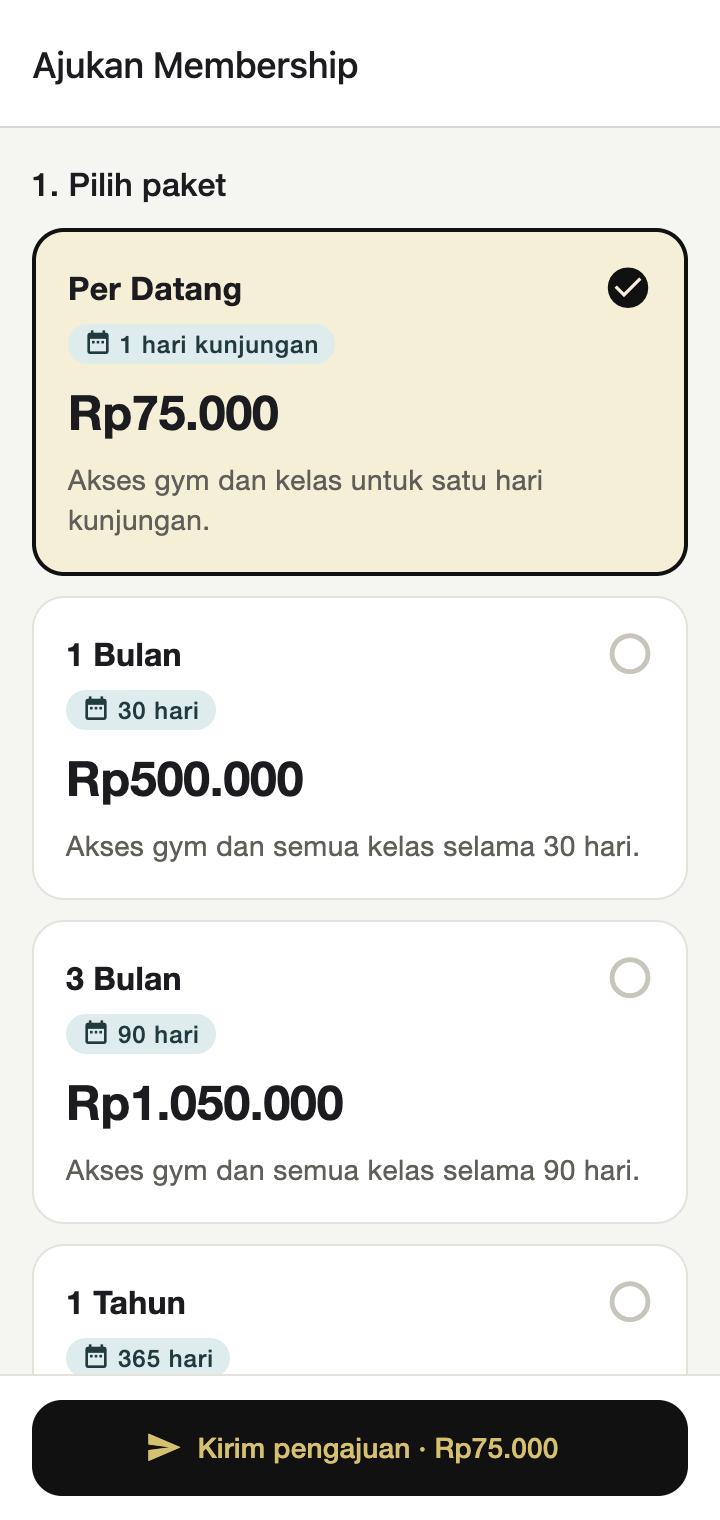 Ajukan Membership
1. Pilih paket
Per Datang
1 hari kunjungan
Rp75.000
Akses gym dan kelas untuk satu hari
kunjungan.
1 Bulan
30 hari
Rp500.000
Akses gym dan semua kelas selama 30 hari.
3 Bulan
90 hari
Rp1.050.000
Akses gym dan semua kelas selama 90 hari.
1 Tahun
365 hari
Kirim pengajuan · Rp75.000